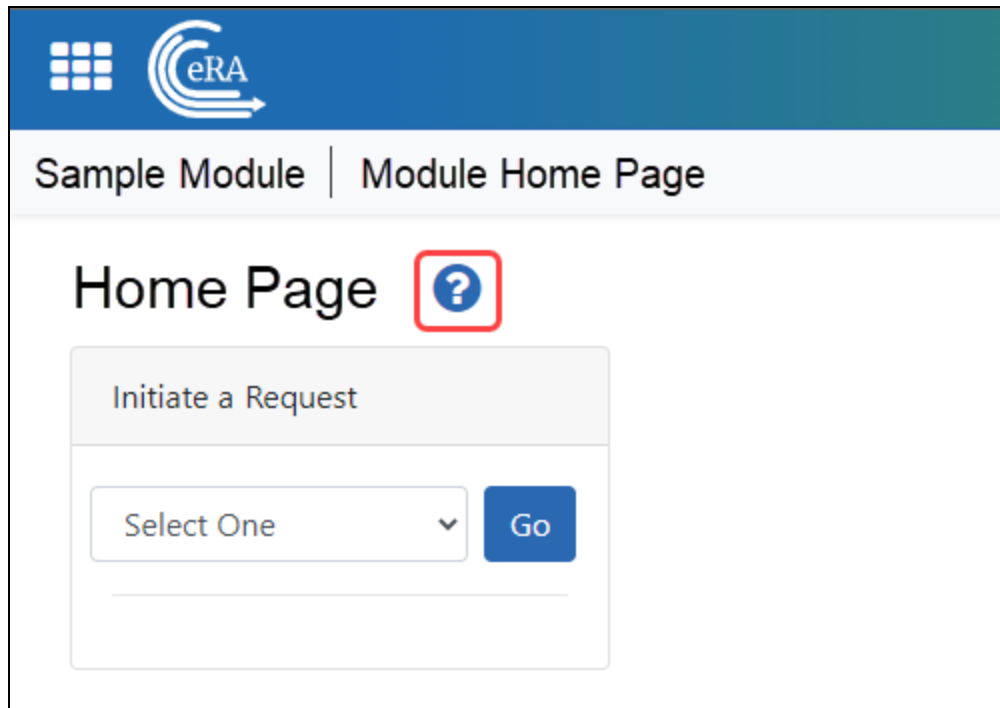 eRA
Sample Module | Module Home Page
Home Page ?
Initiate a Request
Select One
Go